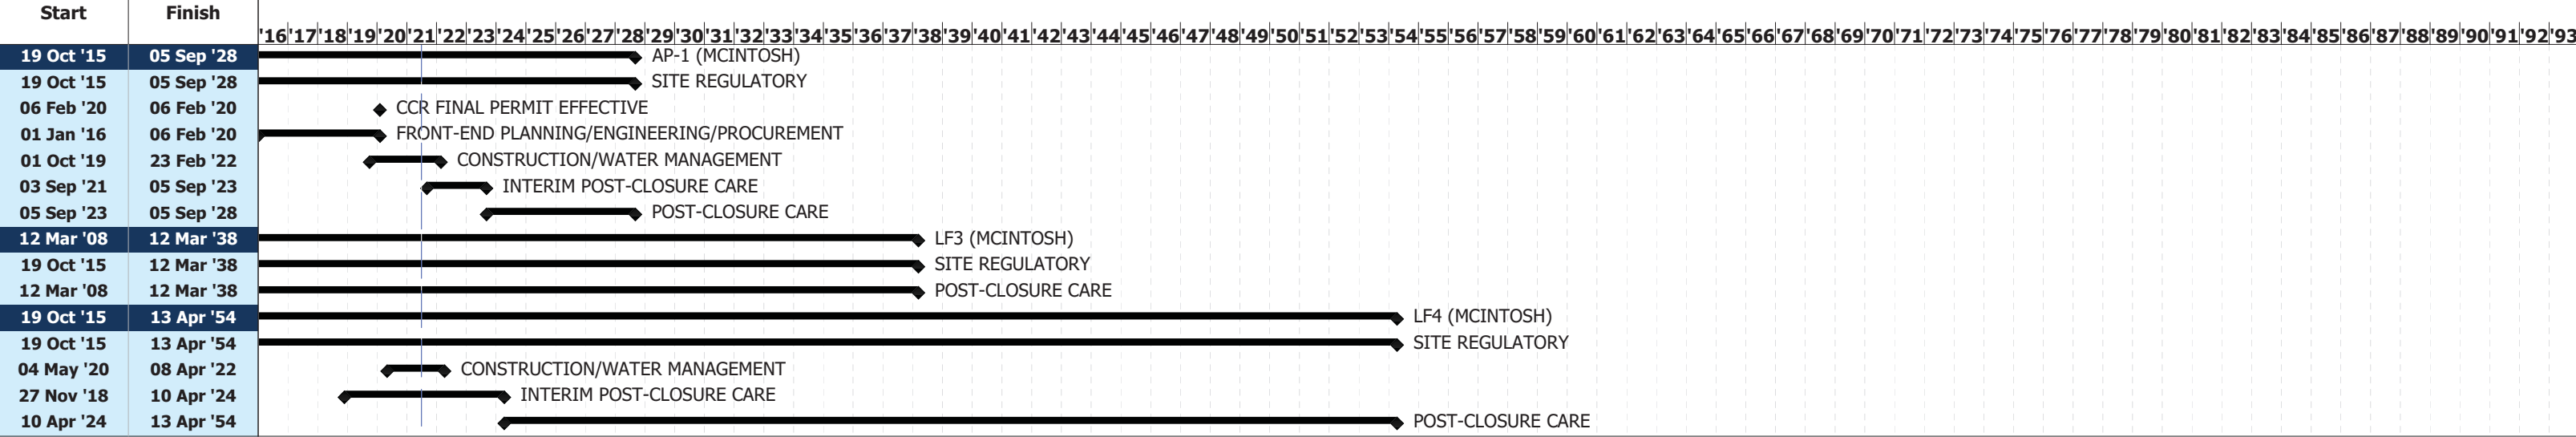 Start Finish
'16 '17 '18 '19 '20 '21 '22 '23 '24 '25 '26 '27 '28 '29 '30 '31 '32 '33 '34 '35 '36 '37 '38 '39 '40 '41 '42 '43 '44 '45 '46 '47 '48 '49 '50 '51 '52 '53 '54 '55 '56 '57 '58 '59 '60 '61 '62 '63 '64 '65 '66 '67 '68 '69 '70 '71 '72 '73 '74 '75 '76 '77 '78 '79 '80 '81 '82 '83 '84 '85 '86 '87 '88 '89 '90 '91 '92 '93
19 Oct '15 05 Sep '28 AP-1 (MCINTOSH)
19 Oct '15 05 Sep '28 SITE REGULATORY
06 Feb '20 06 Feb '20 CCR FINAL PERMIT EFFECTIVE
01 Jan '16 06 Feb '20 FRONT-END PLANNING/ENGINEERING/PROCUREMENT
01 Oct '19 23 Feb '22 CONSTRUCTION/WATER MANAGEMENT
03 Sep '21 05 Sep '23 INTERIM POST-CLOSURE CARE
05 Sep '23 05 Sep '28 POST-CLOSURE CARE
12 Mar '08 12 Mar '38 LF3 (MCINTOSH)
19 Oct '15 12 Mar '38 SITE REGULATORY
12 Mar '08 12 Mar '38 POST-CLOSURE CARE
19 Oct '15 13 Apr '54 LF4 (MCINTOSH)
19 Oct '15 13 Apr '54 SITE REGULATORY
04 May '20 08 Apr '22 CONSTRUCTION/WATER MANAGEMENT
27 Nov '18 10 Apr '24 INTERIM POST-CLOSURE CARE
10 Apr '24 13 Apr '54 POST-CLOSURE CARE